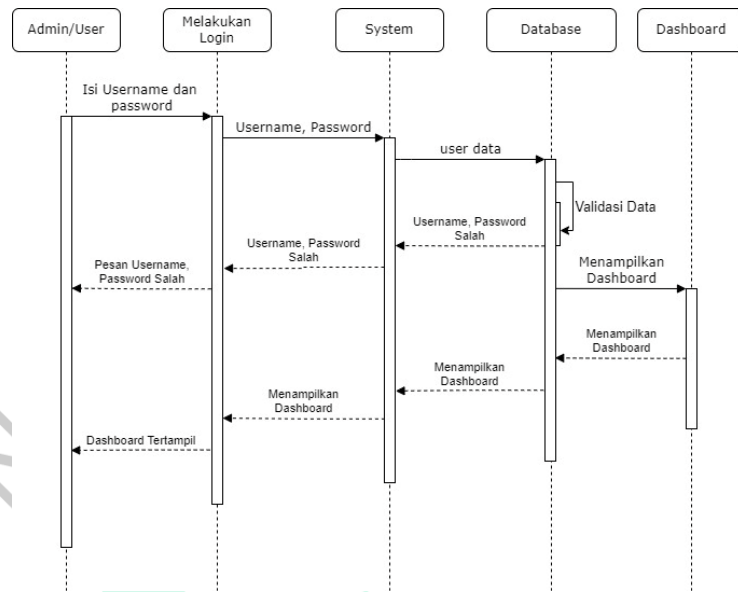 Admin/User
Melakukan
Login
System
Database
Dashboard
Isi Username dan
password
Username, Password
user data
Validasi Data
Username, Password
Salah
Username, Password
Salah
Pesan Username,
Password Salah
Menampilkan
Dashboard
Menampilkan
Dashboard
Menampilkan
Dashboard
Menampilkan
Dashboard
Dashboard Tertampil